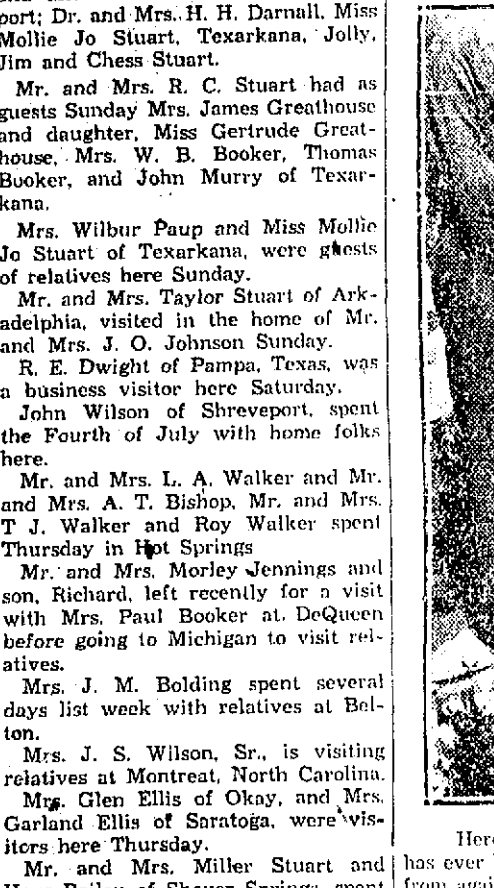 port; Dr. and Mrs. H. H. Darnall, Miss
Mollie Jo Stuart, Texarkana, Jolly,
Jim and Chess Stuart.
Mr. and Mrs. R. C. Stuart had as
guests Sunday Mrs. James Greathouse
and daughter, Miss Gertrude Great-
house, Mrs. W. B. Booker, Thomas
Booker, and John Murry of Texar-
kana.
Mrs. Wilbur Paup and Miss Mollie
Jo Stuart of Texarkana, were guests
of relatives here Sunday.
Mr. and Mrs. Taylor Stuart of Ark-
adelphia, visited in the home of Mr.
and Mrs. J. O. Johnson Sunday.
R. E. Dwight of Pampa, Texas, was
a business visitor here Saturday.
John Wilson of Shreveport, spent
the Fourth of July with home folks
here.
Mr. and Mrs. L. A. Walker and Mr.
and Mrs. A. T. Bishop, Mr. and Mrs.
T J. Walker and Roy Walker spent
Thursday in Hot Springs
Mr. and Mrs. Morley Jennings and
son, Richard, left recently for a visit
with Mrs. Paul Booker at DeQueen
before going to Michigan to visit rel-
atives.
Mrs. J. M. Bolding spent several
days list week with relatives at Bel-
ton.
Mrs. J. S. Wilson, Sr., is visiting
relatives at Montreat, North Carolina.
Mrs. Glen Ellis of Okay, and Mrs.
Garland Ellis of Saratoga, were vis-
itors here Thursday.
Mr. and Mrs. Miller Stuart and
Here
has ever